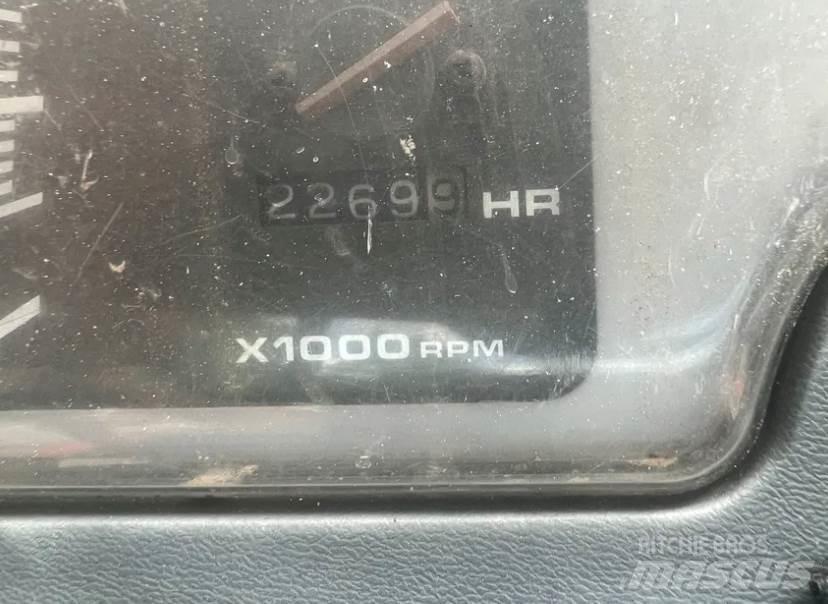 22699 HR
X1000 RPM
RITCHIE BROS.
mascus